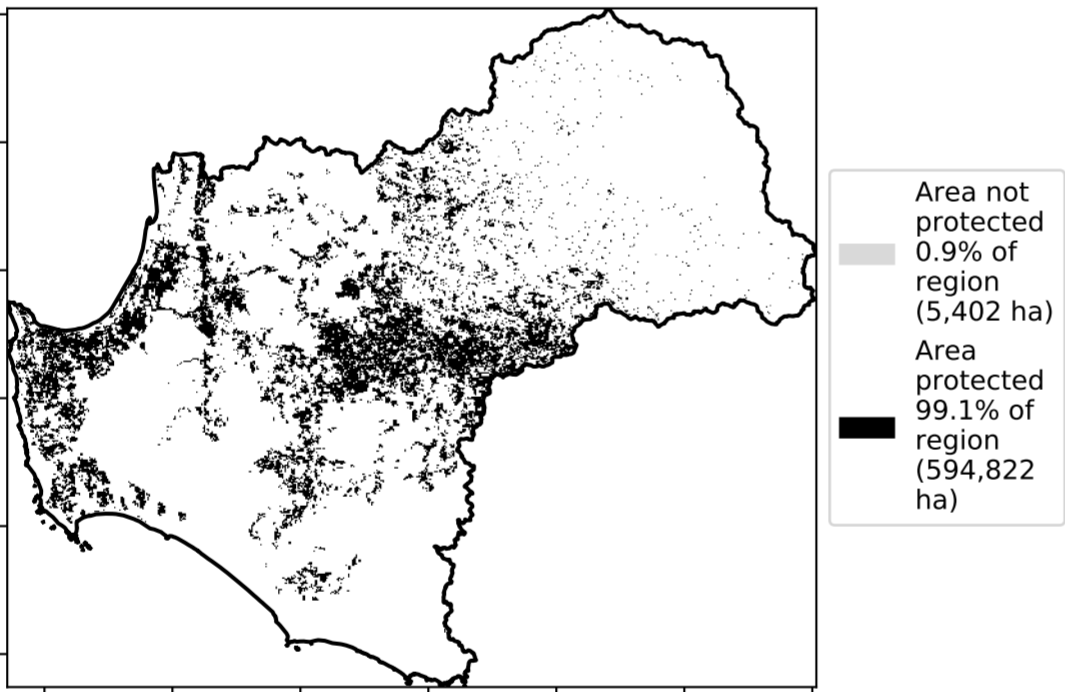 Area not
protected
0.9% of
region
(5,402 ha)
Area
protected
99.1% of
region
(594,822
ha)